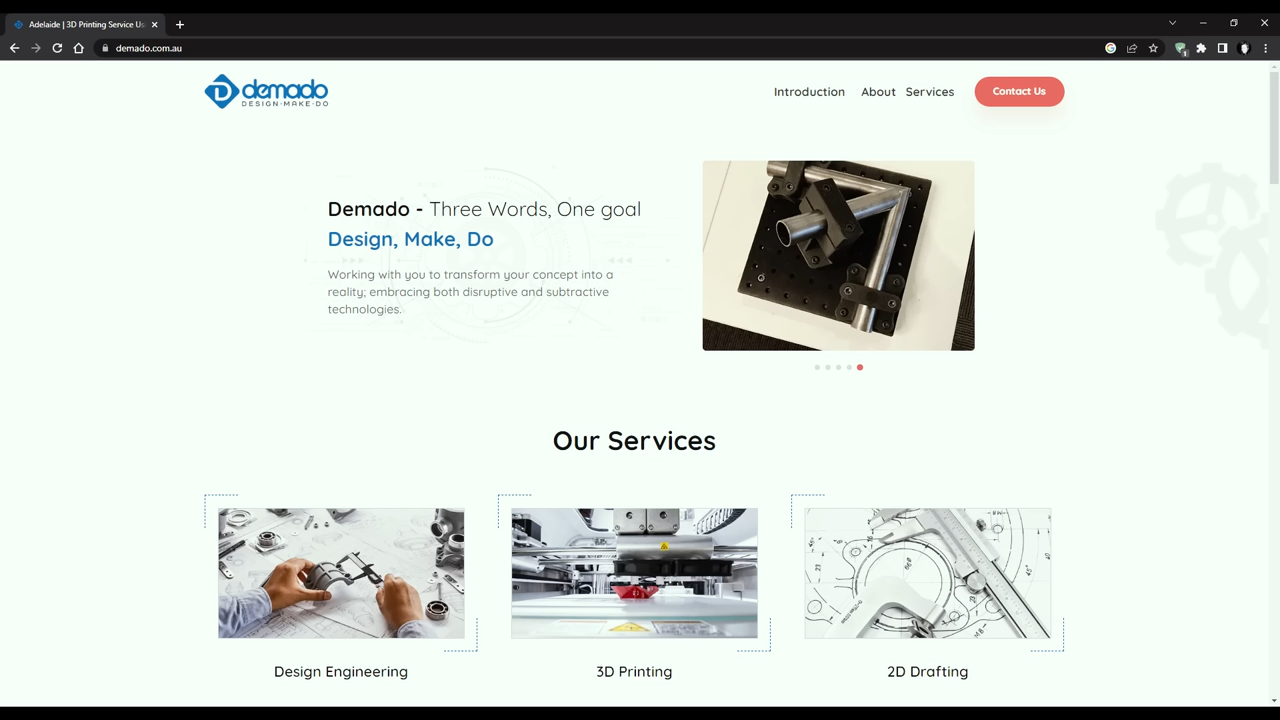 Adelaide | 3D Printing Service Us
demado.com.au
demado
DESIGN·MAKE·DO
Introduction
About
Services
Contact Us
Demado - Three Words, One goal
Design, Make, Do
Working with you to transform your concept into a
reality; embracing both disruptive and subtractive
technologies.
Our Services
Design Engineering
3D Printing
2D Drafting